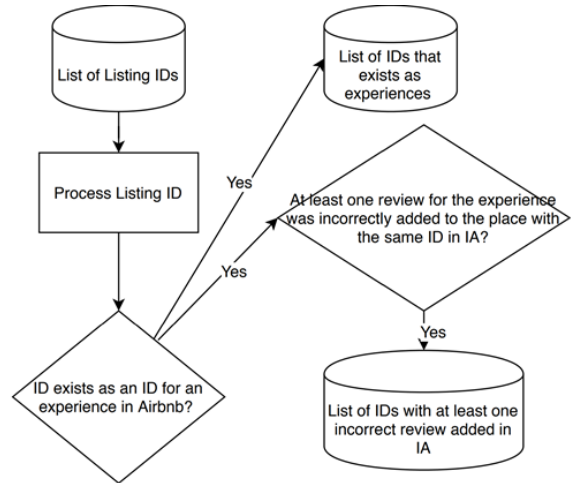 List of Listing IDs
List of IDs that
exists as
experiences
Process Listing ID
Yes
At least one review for the experience
was incorrectly added to the place with
the same ID in IA?
Yes
Yes
ID exists as an ID for an
experience in Airbnb?
List of IDs with at least one
incorrect review added in
IA